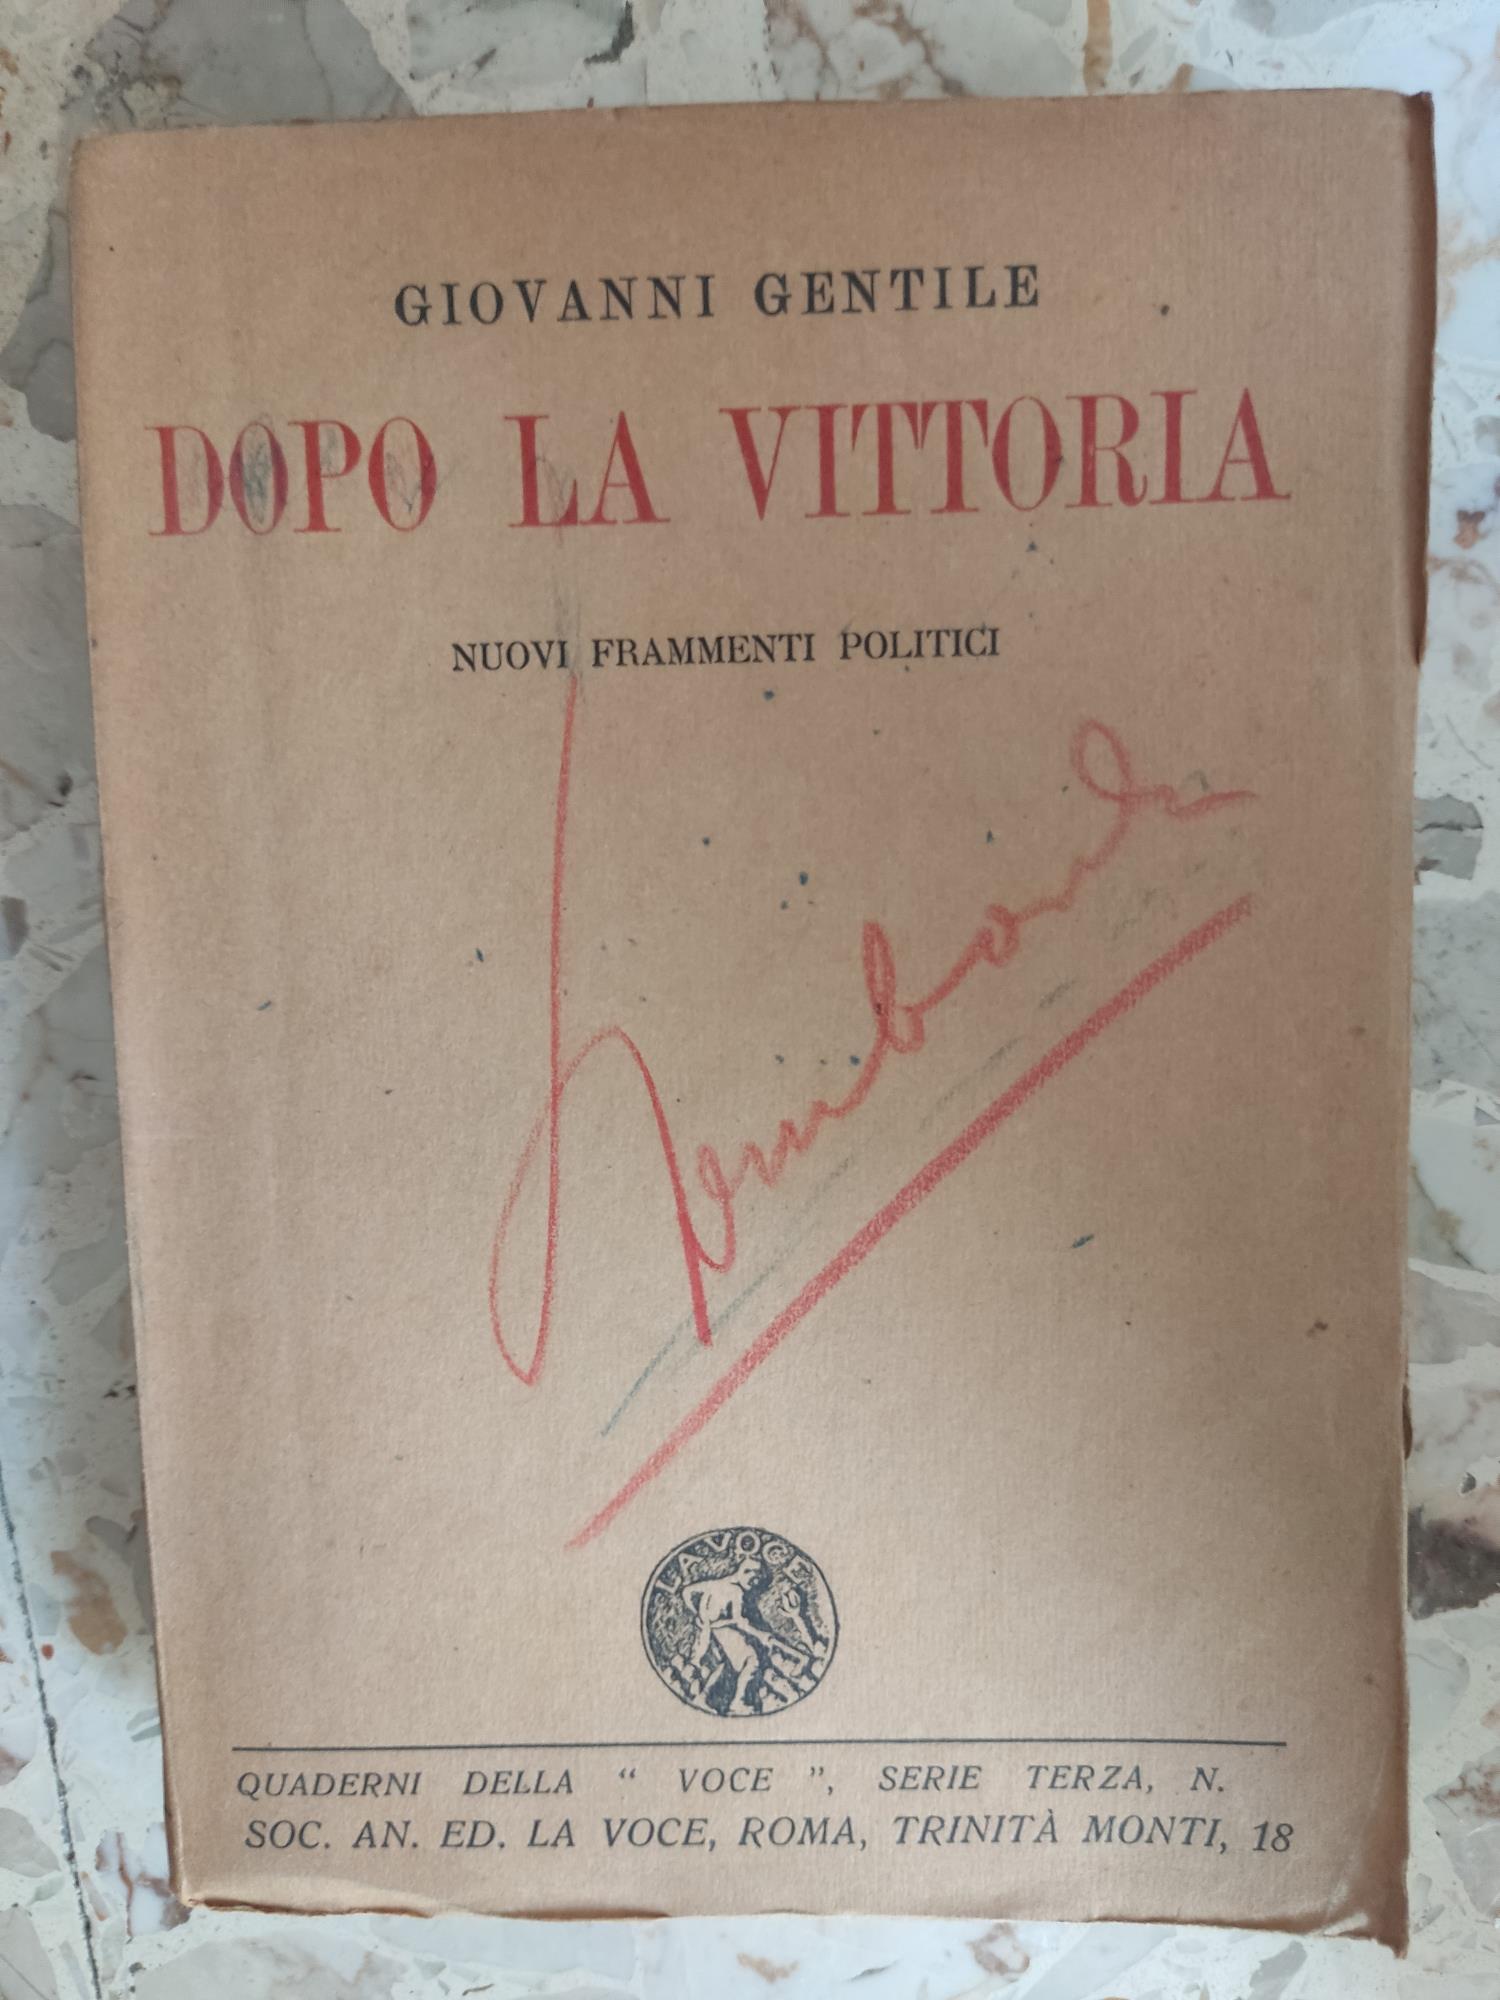 GIOVANNI GENTILE
DOPO LA VITTORIA
NUOVI FRAMMENTI POLITICI
LA VOCE
QUADERNI DELLA “ VOCE ”, SERIE TERZA, N.
SOC. AN. ED. LA VOCE, ROMA, TRINITÀ MONTI, 18